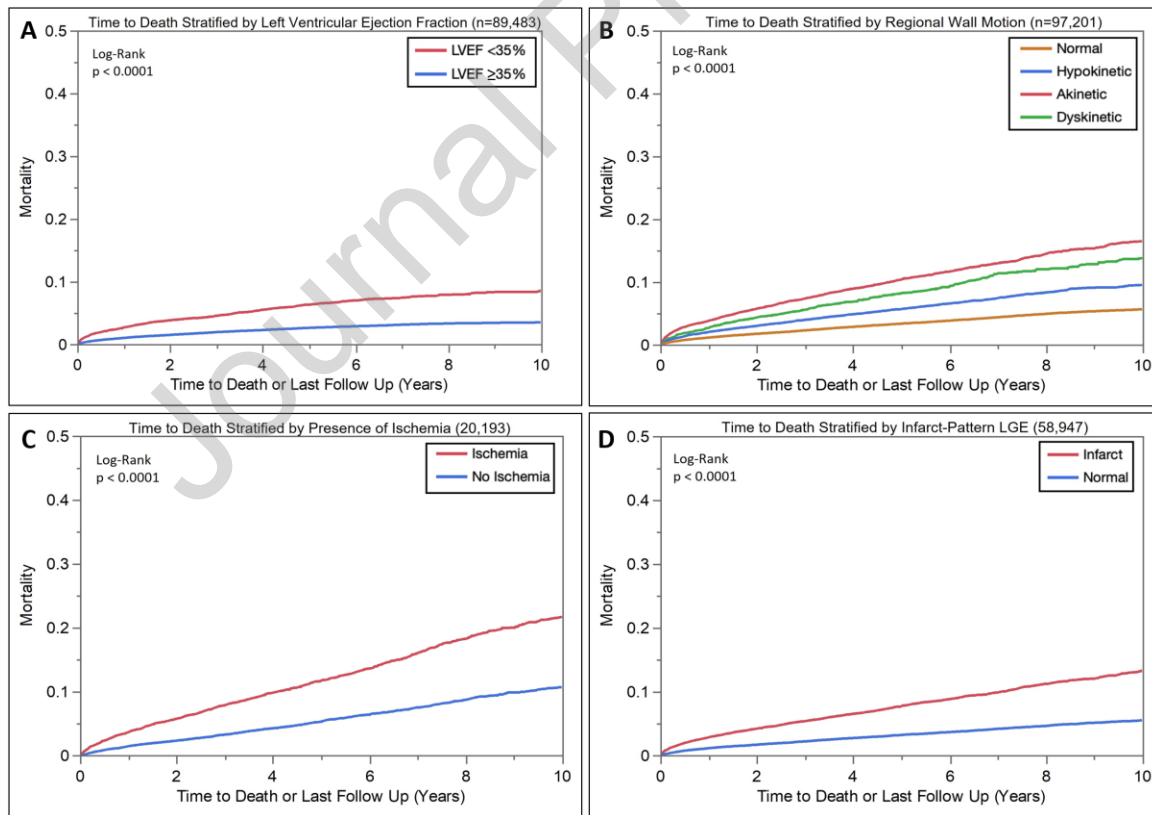 A
Time to Death Stratified by Left Ventricular Ejection Fraction (n=89,483)
Log-Rank
p < 0.0001
LVEF <35%
LVEF ≥35%
0.5
0.4
0.3
0.2
0.1
0
Mortality
0 2 4 6 8 10
Time to Death or Last Follow Up (Years)
B
Time to Death Stratified by Regional Wall Motion (n=97,201)
Log-Rank
p < 0.0001
Normal
Hypokinetic
Akinetic
Dyskinetic
0.5
0.4
0.3
0.2
0.1
0
Mortality
0 2 4 6 8 10
Time to Death or Last Follow Up (Years)
C
Time to Death Stratified by Presence of Ischemia (20,193)
Log-Rank
p < 0.0001
Ischemia
No Ischemia
0.5
0.4
0.3
0.2
0.1
0
Mortality
0 2 4 6 8 10
Time to Death or Last Follow Up (Years)
D
Time to Death Stratified by Infarct-Pattern LGE (58,947)
Log-Rank
p < 0.0001
Infarct
Normal
0.5
0.4
0.3
0.2
0.1
0
Mortality
0 2 4 6 8 10
Time to Death or Last Follow Up (Years)
Journal